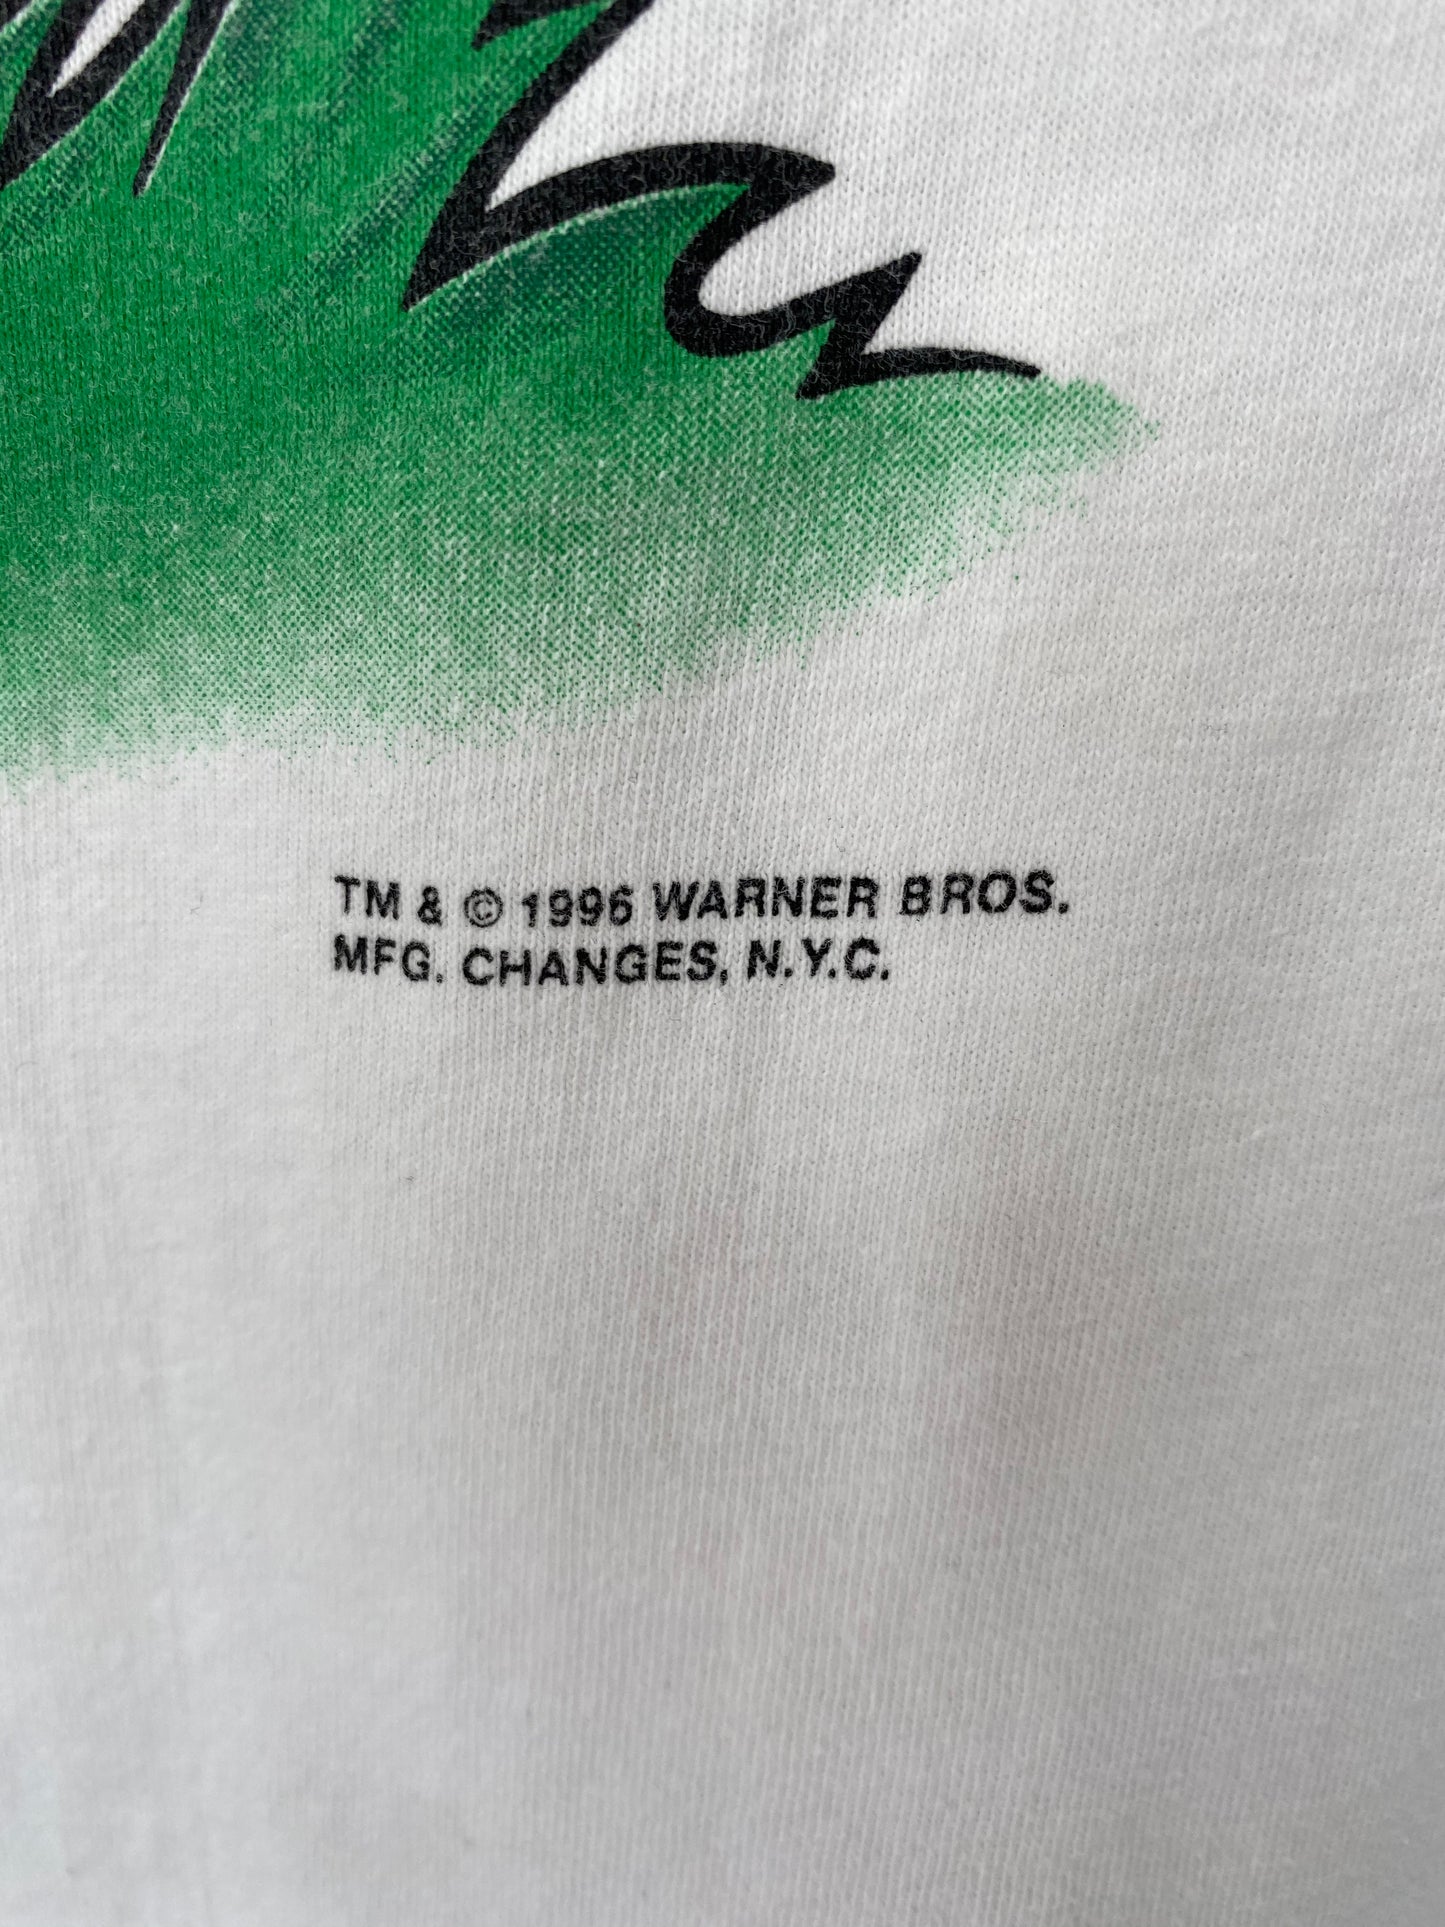 TM & © 1996 WARNER BROS.
MFG. CHANGES, N.Y.C.